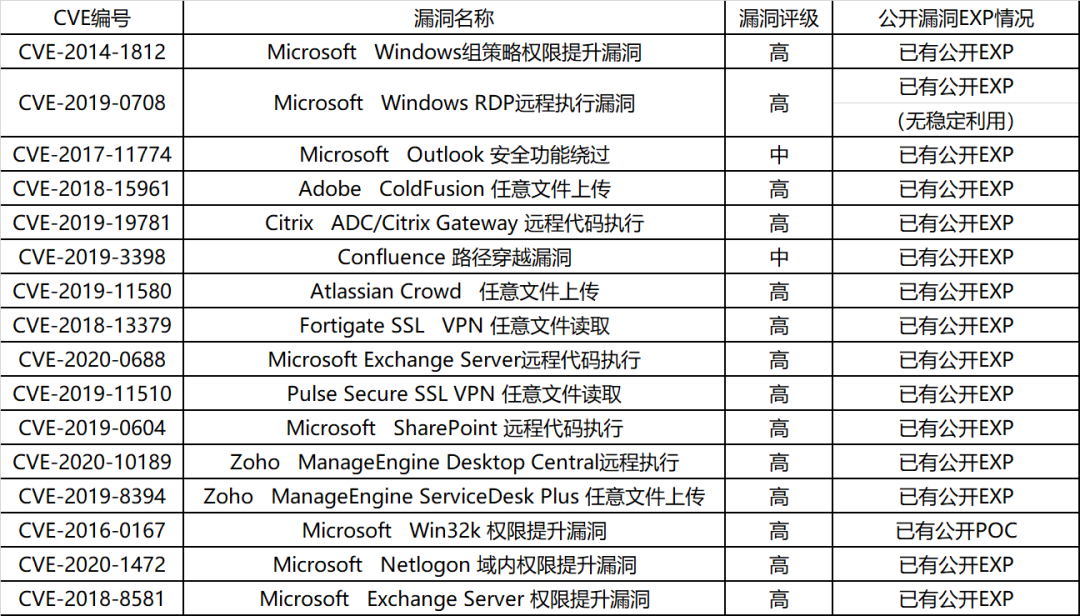 CVE编号 漏洞名称 漏洞评级 公开漏洞EXP情况
CVE-2014-1812 Microsoft Windows组策略权限提升漏洞 高 已有公开EXP
CVE-2019-0708 Microsoft Windows RDP远程执行漏洞 高 已有公开EXP
(无稳定利用)
CVE-2017-11774 Microsoft Outlook 安全功能绕过 中 已有公开EXP
CVE-2018-15961 Adobe ColdFusion 任意文件上传 高 已有公开EXP
CVE-2019-19781 Citrix ADC/Citrix Gateway 远程代码执行 高 已有公开EXP
CVE-2019-3398 Confluence 路径穿越漏洞 中 已有公开EXP
CVE-2019-11580 Atlassian Crowd 任意文件上传 高 已有公开EXP
CVE-2018-13379 Fortigate SSL VPN 任意文件读取 高 已有公开EXP
CVE-2020-0688 Microsoft Exchange Server远程代码执行 高 已有公开EXP
CVE-2019-11510 Pulse Secure SSL VPN 任意文件读取 高 已有公开EXP
CVE-2019-0604 Microsoft SharePoint 远程代码执行 高 已有公开EXP
CVE-2020-10189 Zoho ManageEngine Desktop Central远程执行 高 已有公开EXP
CVE-2019-8394 Zoho ManageEngine ServiceDesk Plus 任意文件上传 高 已有公开EXP
CVE-2016-0167 Microsoft Win32k 权限提升漏洞 高 已有公开POC
CVE-2020-1472 Microsoft Netlogon 域内权限提升漏洞 高 已有公开EXP
CVE-2018-8581 Microsoft Exchange Server 权限提升漏洞 高 已有公开EXP